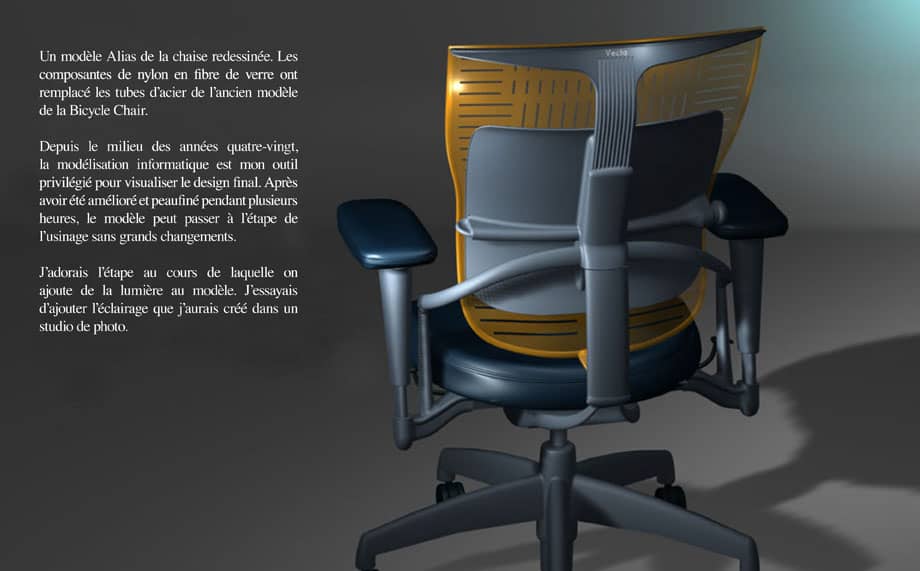 Un modèle Alias de la chaise redessinée. Les
composantes de nylon en fibre de verre ont
remplacé les tubes d’acier de l’ancien modèle
de la Bicycle Chair.
Depuis le milieu des années quatre-vingt,
la modélisation informatique est mon outil
privilégié pour visualiser le design final. Après
avoir été amélioré et peaufiné pendant plusieurs
heures, le modèle peut passer à l’étape de
l’usinage sans grands changements.
J’adorais l’étape au cours de laquelle on
ajoute de la lumière au modèle. J’essayais
d’ajouter l’éclairage que j’aurais créé dans un
studio de photo.
Vecta